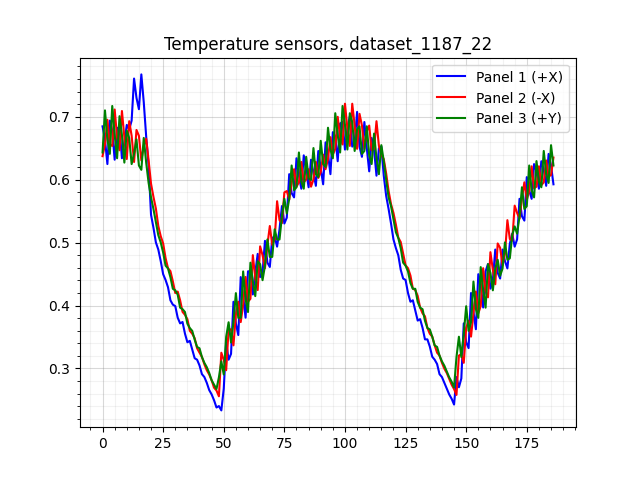 Temperature sensors, dataset_1187_22
Panel 1 (+X)
Panel 2 (-X)
Panel 3 (+Y)
0.7
0.6
0.5
0.4
0.3
0 25 50 75 100 125 150 175